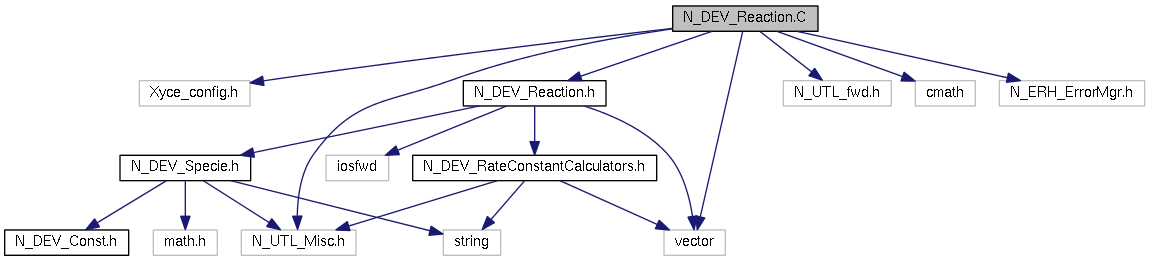 N_DEV_Reaction.C
Xyce_config.h
N_DEV_Reaction.h
N_UTL_fwd.h
cmath
N_ERH_ErrorMgr.h
N_DEV_Specie.h
iosfwd
N_DEV_RateConstantCalculators.h
N_DEV_Const.h
math.h
N_UTL_Misc.h
string
vector